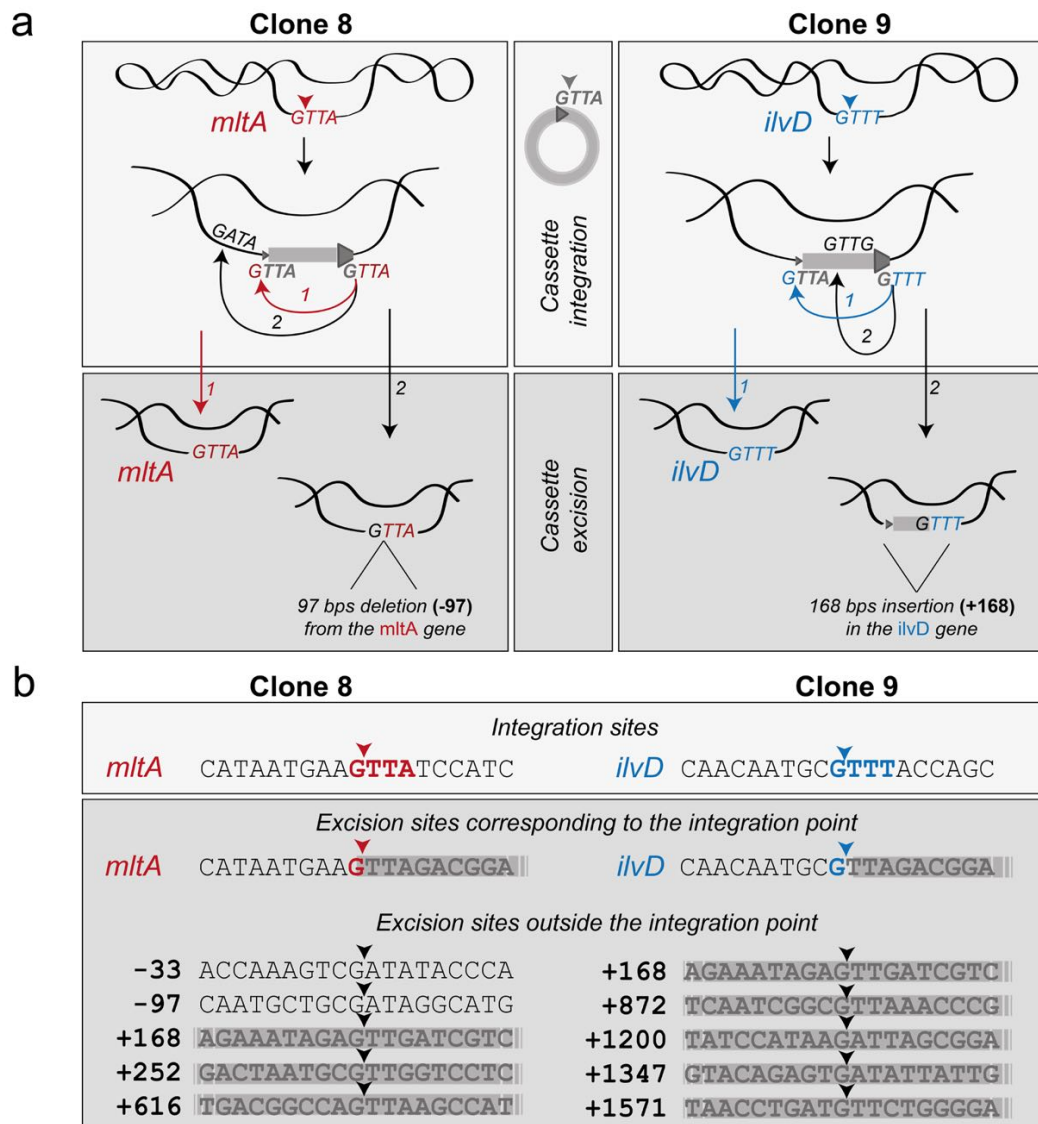 a
Clone 8
Clone 9
mltA
GTTA
GTTA
ilvD
GTTT
GATA
GTTA
GTTA
1
2
Cassette
integration
GTTG
GTTA
GTTT
1
2
1
2
GTTA
mltA
GTTA
97 bps deletion (-97)
from the mltA gene
Cassette
excision
1
2
GTTT
ilvD
GTTT
168 bps insertion (+168)
in the ilvD gene
b
Clone 8
Clone 9
Integration sites
mltA CATAATGAAGTTATCCATC
ilvD CAACAATGCGTTTACCAGC
Excision sites corresponding to the integration point
mltA CATAATGAAGTTAGACGGA
ilvD CAACAATGCGTTAGACGGA
Excision sites outside the integration point
-33 ACCAAAGTCGATATACCCA
+168 AGAAATAGAGTTGATCGTC
-97 CAATGCTGCGATAGGCATG
+872 TCAATCGGCGTTAAACCCG
+168 AGAAATAGAGTTGATCGTC
+1200 TATCCATAAGATTAGCGGA
+252 GACTAATGCGTTGGTCCTC
+1347 GTACAGAGTGATATTATTG
+616 TGACGGCCAGTTAAGCCAT
+1571 TAACCTGATGTTCTGGGGA